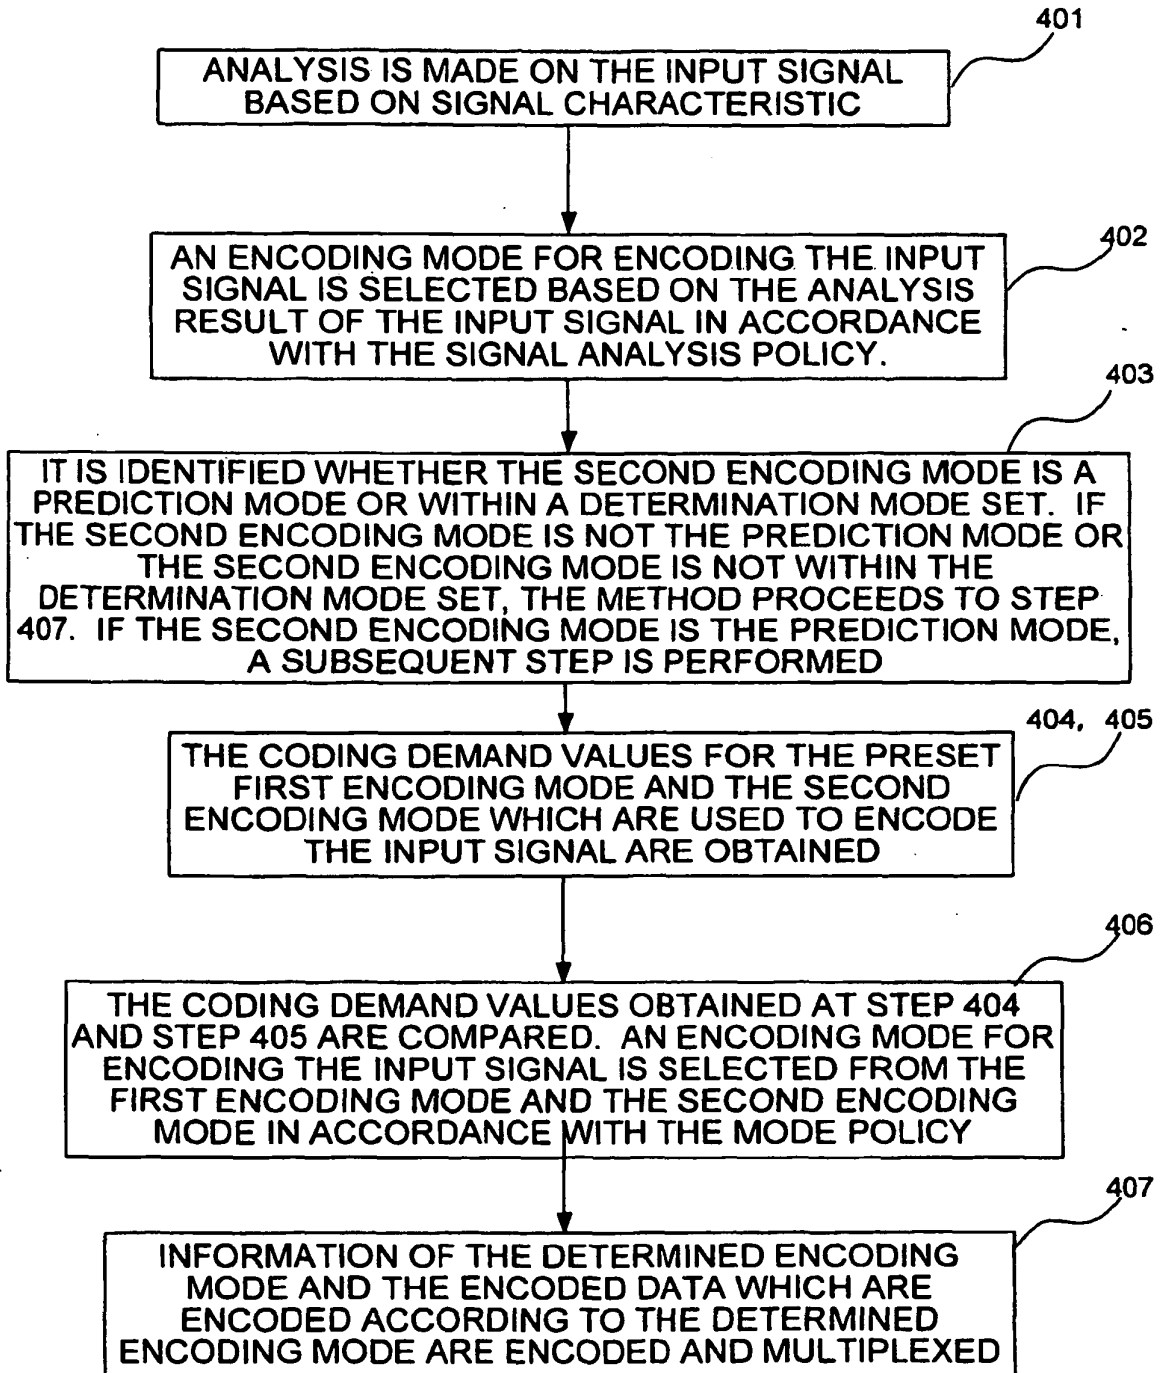 401
ANALYSIS IS MADE ON THE INPUT SIGNAL
BASED ON SIGNAL CHARACTERISTIC
402
AN ENCODING MODE FOR ENCODING THE INPUT
SIGNAL IS SELECTED BASED ON THE ANALYSIS
RESULT OF THE INPUT SIGNAL IN ACCORDANCE
WITH THE SIGNAL ANALYSIS POLICY.
403
IT IS IDENTIFIED WHETHER THE SECOND ENCODING MODE IS A
PREDICTION MODE OR WITHIN A DETERMINATION MODE SET. IF
THE SECOND ENCODING MODE IS NOT THE PREDICTION MODE OR
THE SECOND ENCODING MODE IS NOT WITHIN THE
DETERMINATION MODE SET, THE METHOD PROCEEDS TO STEP
407. IF THE SECOND ENCODING MODE IS THE PREDICTION MODE,
A SUBSEQUENT STEP IS PERFORMED
404, 405
THE CODING DEMAND VALUES FOR THE PRESET
FIRST ENCODING MODE AND THE SECOND
ENCODING MODE WHICH ARE USED TO ENCODE
THE INPUT SIGNAL ARE OBTAINED
406
THE CODING DEMAND VALUES OBTAINED AT STEP 404
AND STEP 405 ARE COMPARED. AN ENCODING MODE FOR
ENCODING THE INPUT SIGNAL IS SELECTED FROM THE
FIRST ENCODING MODE AND THE SECOND ENCODING
MODE IN ACCORDANCE WITH THE MODE POLICY
407
INFORMATION OF THE DETERMINED ENCODING
MODE AND THE ENCODED DATA WHICH ARE
ENCODED ACCORDING TO THE DETERMINED
ENCODING MODE ARE ENCODED AND MULTIPLEXED